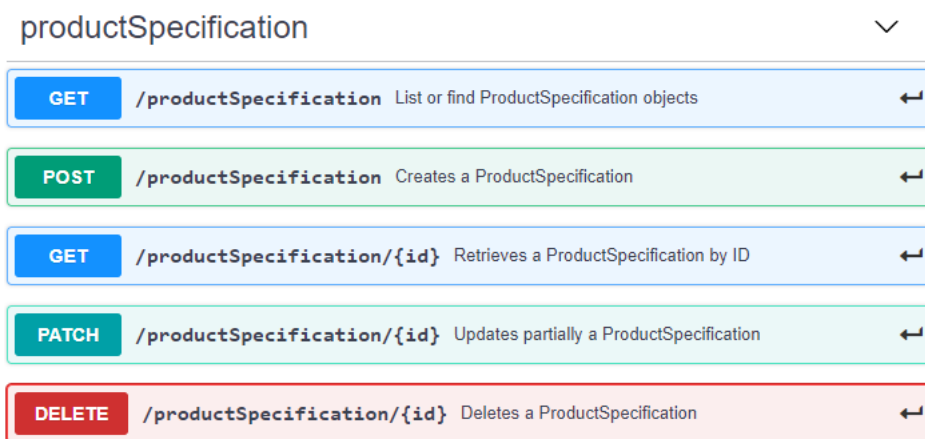 productSpecification
GET /productSpecification List or find ProductSpecification objects
POST /productSpecification Creates a ProductSpecification
GET /productSpecification/{id} Retrieves a ProductSpecification by ID
PATCH /productSpecification/{id} Updates partially a ProductSpecification
DELETE /productSpecification/{id} Deletes a ProductSpecification